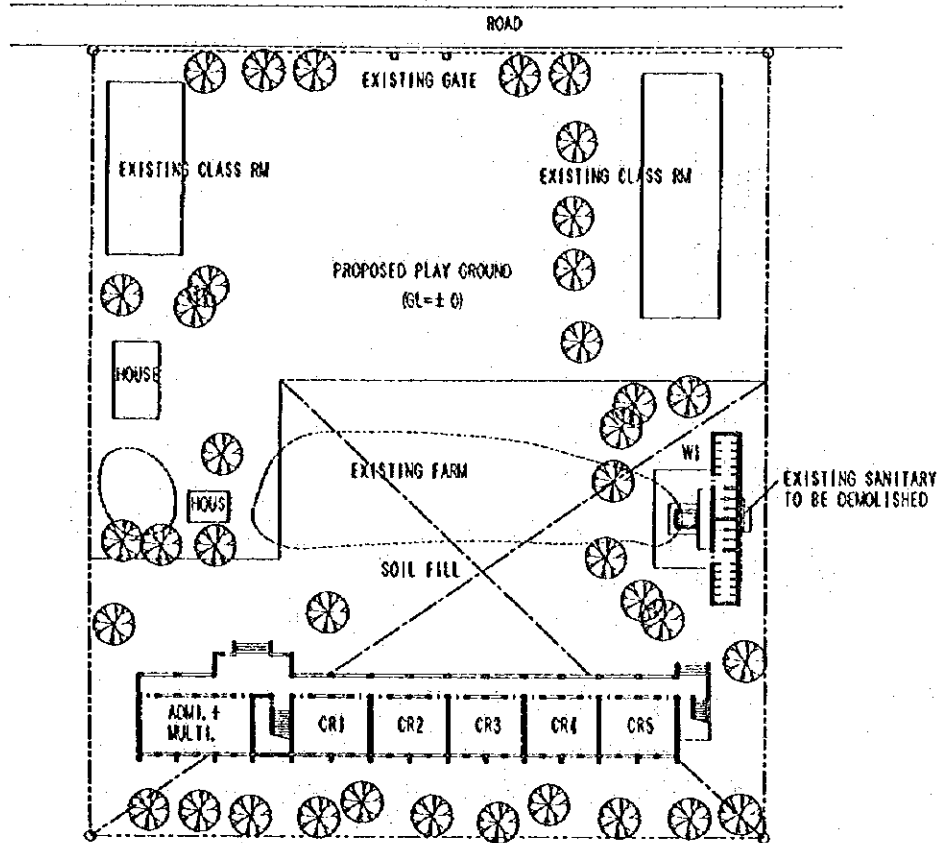 ROAD
EXISTING GATE
EXISTING CLASS RM
EXISTING CLASS RM
PROPOSED PLAY GROUND
(GL=± 0)
HOUSE
EXISTING FARM
W1
EXISTING SANITARY
TO BE DEMOLISHED
HOUS
SOIL FILL
ADMI. +
MULTI.
CR1
CR2
CR3
CR4
CR5